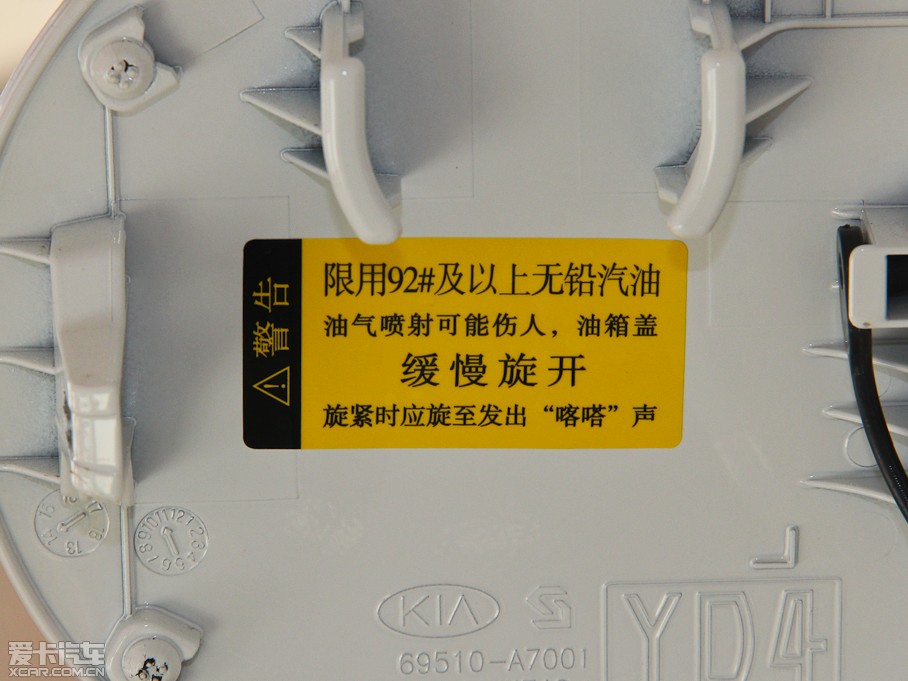 警告
限用92#及以上无铅汽油
油气喷射可能伤人，油箱盖
缓慢旋开
旋紧时应旋至发出“喀嗒”声
KIA
YD4
69510-A7001
爱卡汽车
XCAR.COM.CN